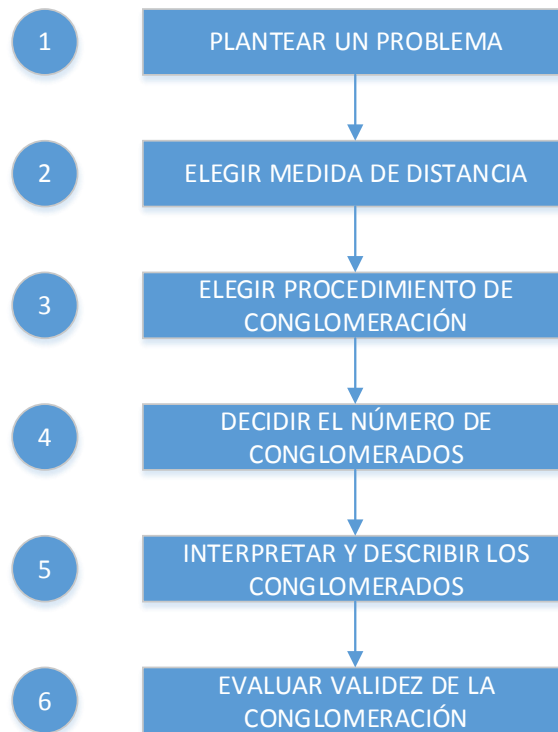 1
PLANTEAR UN PROBLEMA
2
ELEGIR MEDIDA DE DISTANCIA
3
ELEGIR PROCEDIMIENTO DE
CONGLOMERACIÓN
4
DECIDIR EL NÚMERO DE
CONGLOMERADOS
5
INTERPRETAR Y DESCRIBIR LOS
CONGLOMERADOS
6
EVALUAR VALIDEZ DE LA
CONGLOMERACIÓN